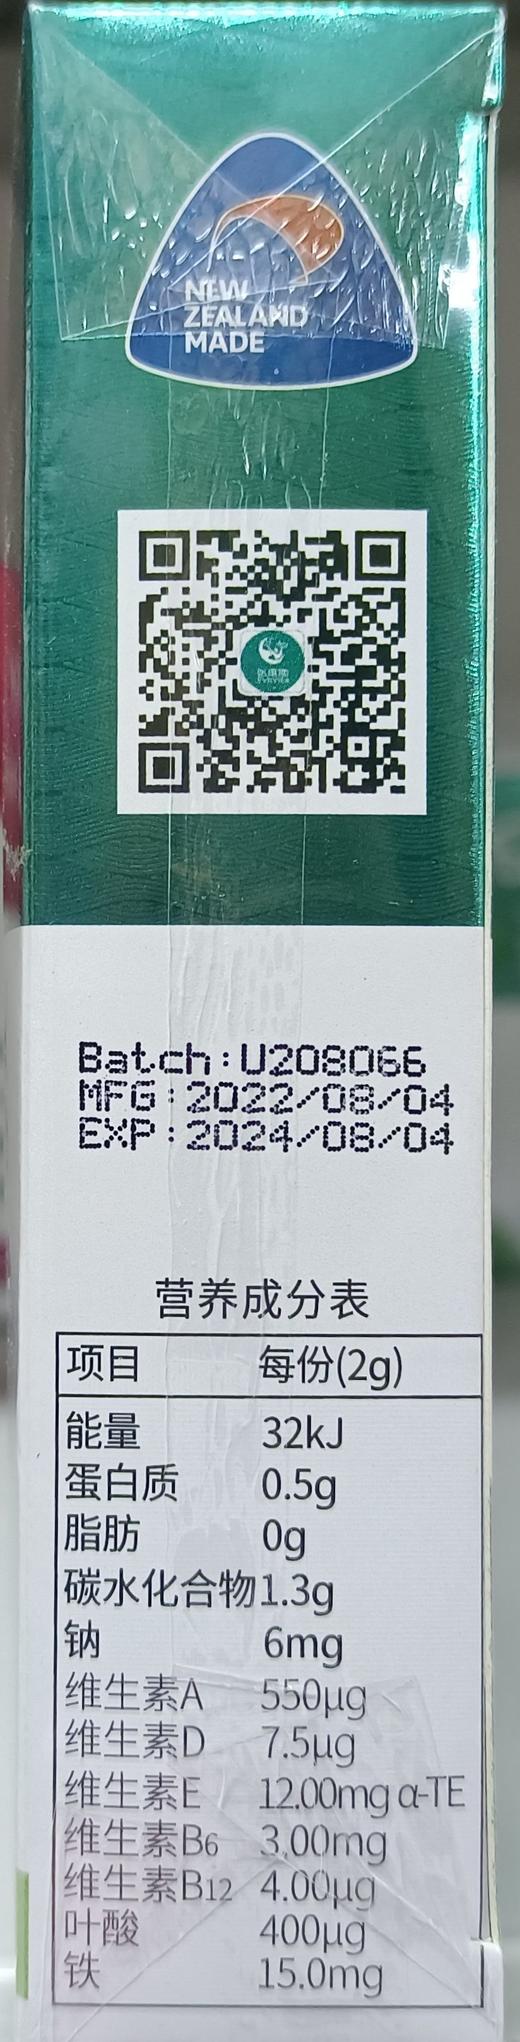 NEW
ZEALAND
MADE
Batch:U208066
MFG:2022/08/04
EXP:2024/08/04
营养成分表
项目 每份(2g)
能量 32kJ
蛋白质 0.5g
脂肪 0g
碳水化合物 1.3g
钠 6mg
维生素A 550μg
维生素D 7.5μg
维生素E 12.00mg α-TE
维生素B6 3.00mg
维生素B12 4.00μg
叶酸 400μg
铁 15.0mg